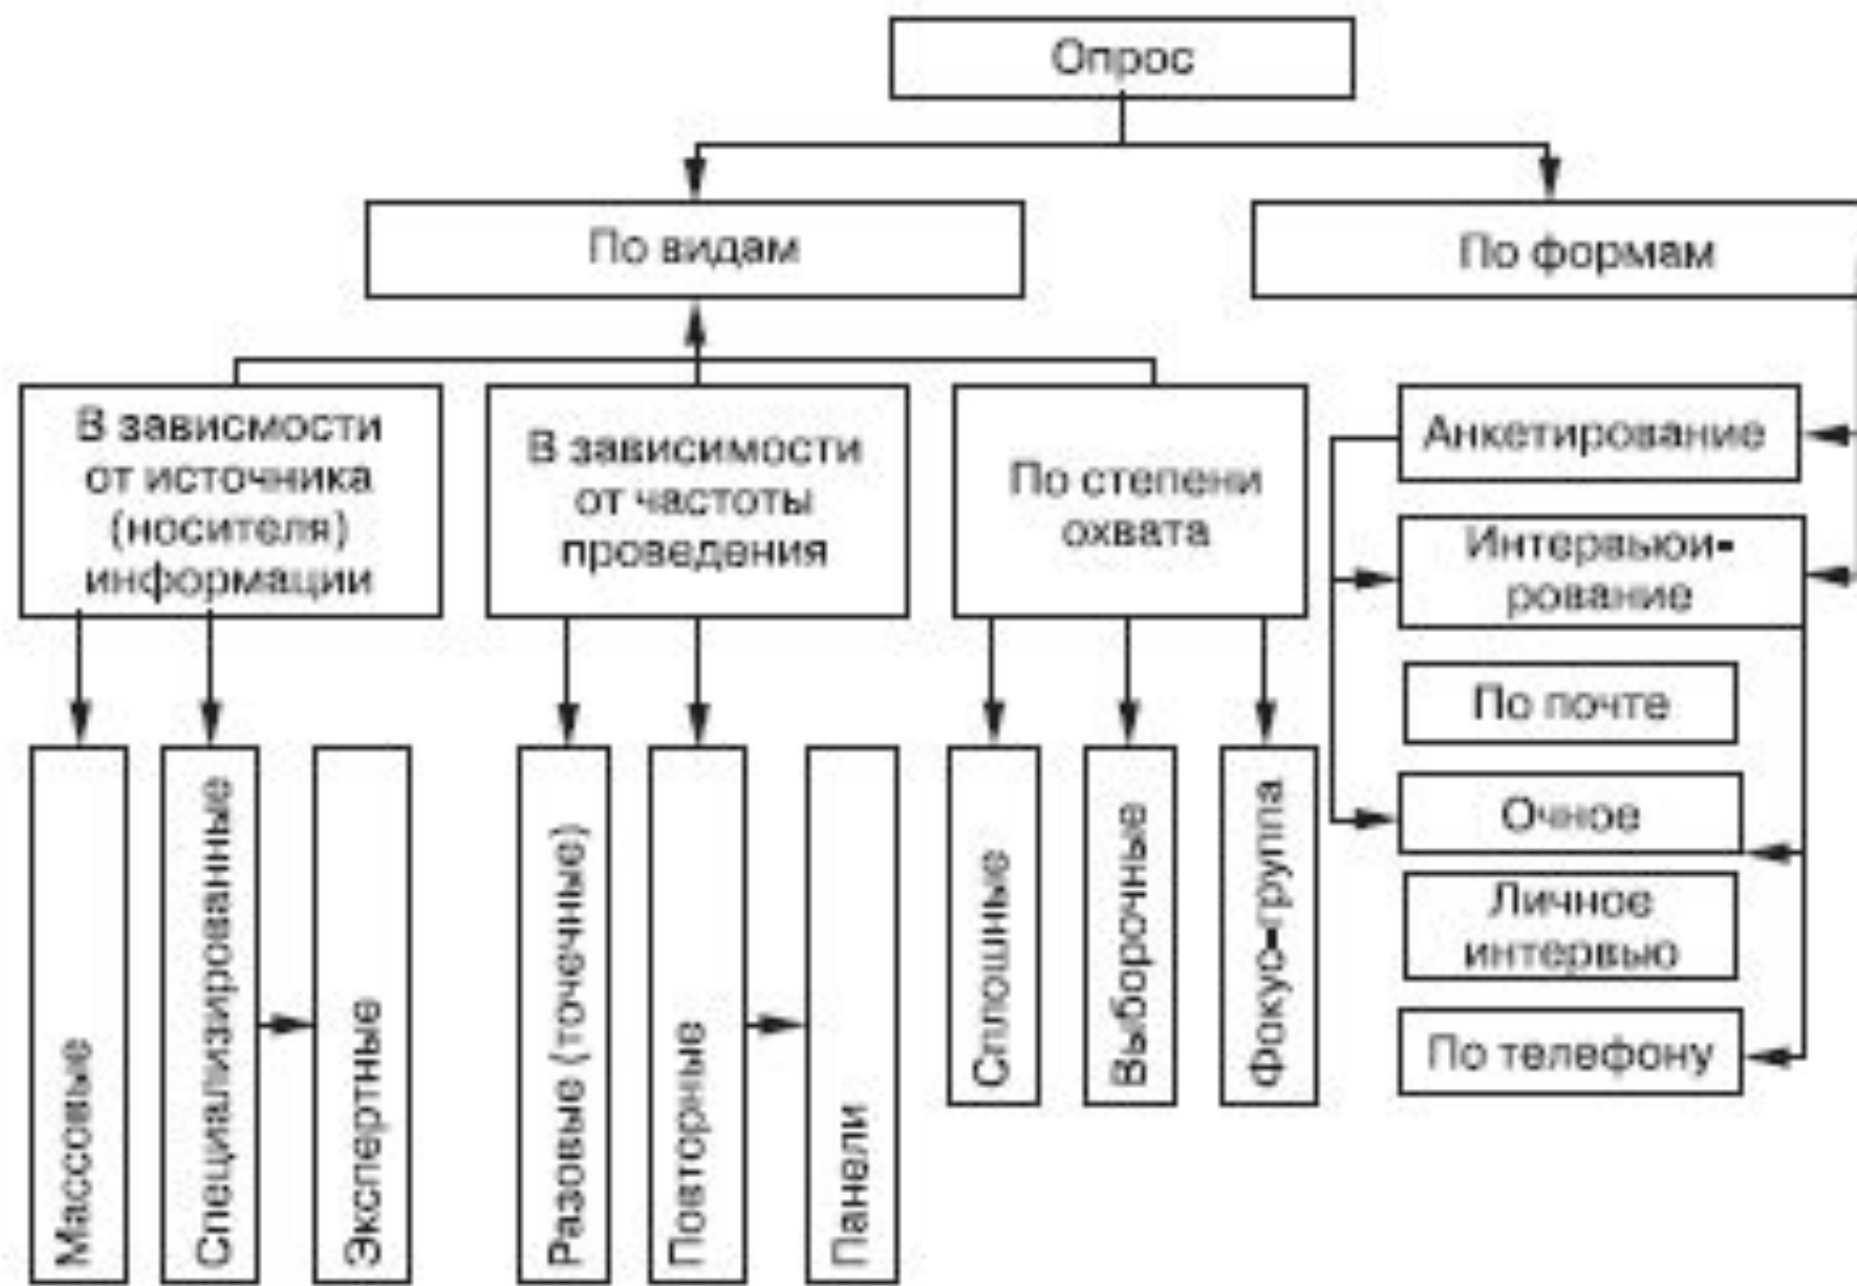 Опрос
По видам
По формам
В зависмости
от источника
(носителя)
информации
В зависимости
от частоты
проведения
По степени
охвата
Анкетирование
Интервьюи-
рование
По почте
Очное
Личное
интервью
По телефону
Массовые
Специализированные
Экспертные
Разовые (точечные)
Повторные
Панели
Сплошные
Выборочные
Фокус-группа